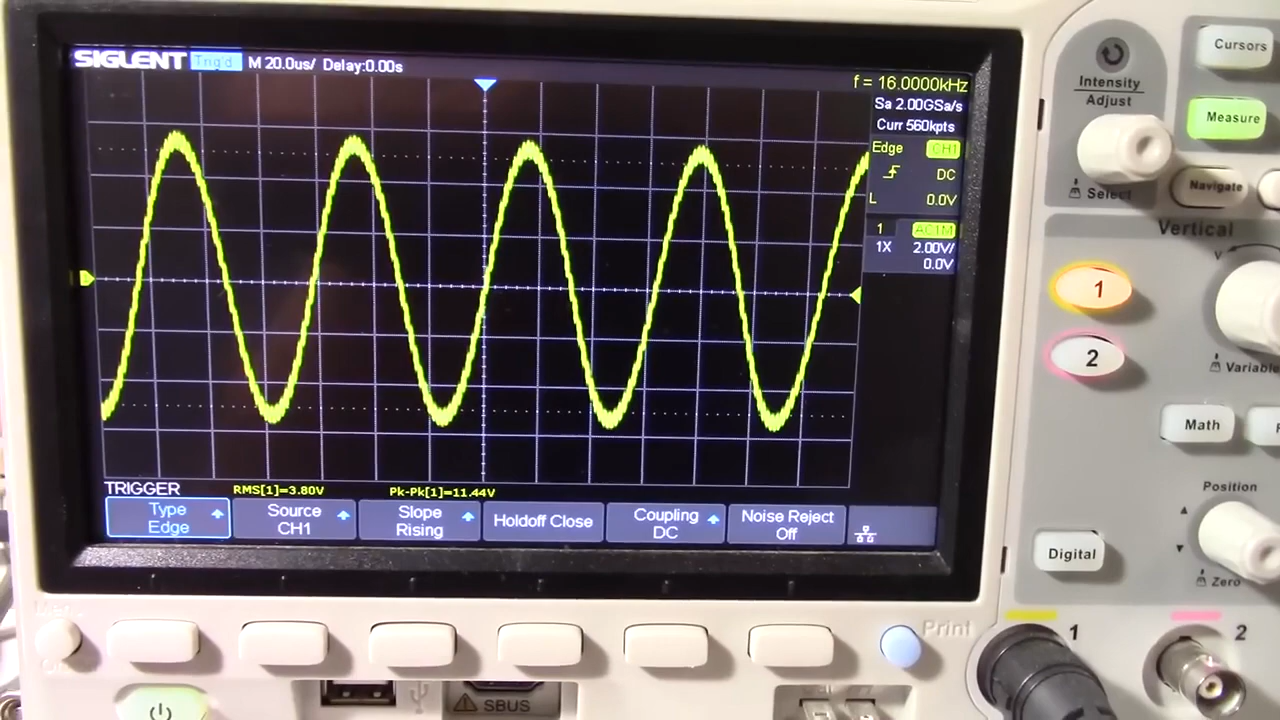 SIGLENT Trig'd M 20.0us/ Delay:0.00s
f = 16.0000kHz
Sa 2.00GSa/s
Curr 560kpts
Edge CH1
DC
L 0.0V
1 AC1M
1X 2.00V/
0.0V
TRIGGER RMS[1]=3.80V Pk-Pk[1]=11.44V
Type
Edge
Source
CH1
Slope
Rising
Holdoff Close
Coupling
DC
Noise Reject
Off
Print
SBUS
Intensity
Adjust
Select
Cursors
Measure
Navigate
Vertical
V
1
2
Variable
Math
Position
Digital
Zero
1
2